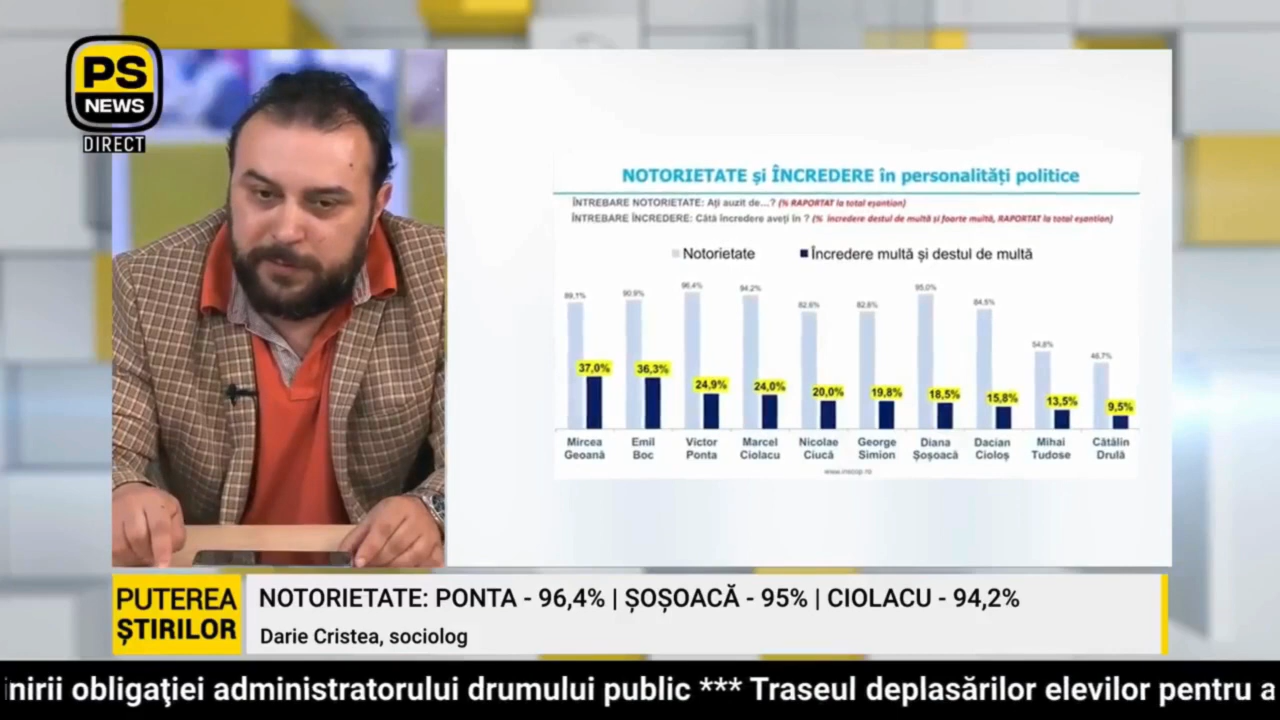 PS
NEWS
DIRECT
NOTORIETATE și ÎNCREDERE în personalități politice
ÎNTREBARE NOTORIETATE: Ați auzit de...? (% RAPORTAT la total eșantion)
ÎNTREBARE ÎNCREDERE: Câtă încredere aveți în ? (% încredere destul de multă și foarte multă, RAPORTAT la total eșantion)
Notorietate Încredere multă și destul de multă
89,1% 90,9% 96,4% 94,2% 82,6% 82,6% 95,0% 84,5% 54,8% 46,7%
37,0% 36,3% 24,9% 24,0% 20,0% 19,8% 18,5% 15,8% 13,5% 9,5%
Mircea Emil Victor Marcel Nicolae George Diana Dacian Mihai Cătălin
Geoană Boc Ponta Ciolacu Ciucă Simion Șoșoacă Cioloș Tudose Drulă
www.inscop.ro
PUTEREA
ȘTIRILOR
NOTORIETATE: PONTA - 96,4% | ȘOȘOACĂ - 95% | CIOLACU - 94,2%
Darie Cristea, sociolog
inirii obligaţiei administratorului drumului public *** Traseul deplasărilor elevilor pentru a